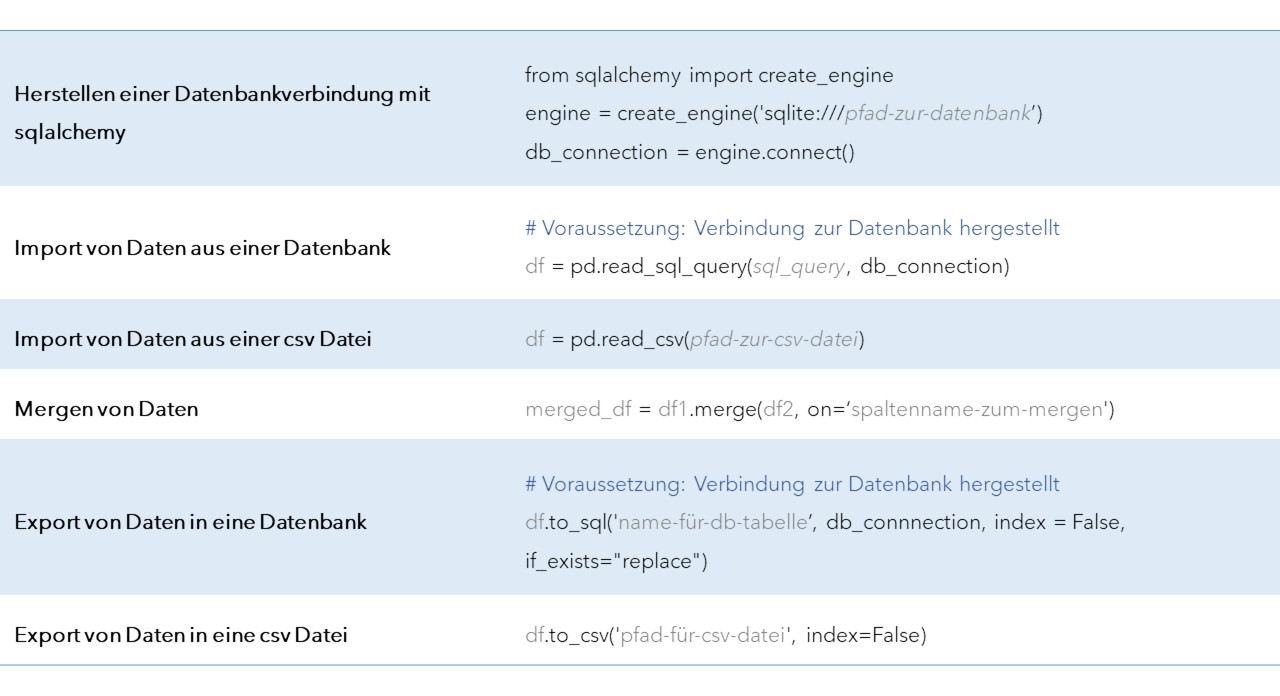 Herstellen einer Datenbankverbindung mit
sqlalchemy
from sqlalchemy import create_engine
engine = create_engine('sqlite:///pfad-zur-datenbank’)
db_connection = engine.connect()
Import von Daten aus einer Datenbank
# Voraussetzung: Verbindung zur Datenbank hergestellt
df = pd.read_sql_query(sql_query, db_connection)
Import von Daten aus einer csv Datei
df = pd.read_csv(pfad-zur-csv-datei)
Mergen von Daten
merged_df = df1.merge(df2, on=‘spaltenname-zum-mergen')
Export von Daten in eine Datenbank
# Voraussetzung: Verbindung zur Datenbank hergestellt
df.to_sql('name-für-db-tabelle’, db_connnection, index = False,
if_exists="replace")
Export von Daten in eine csv Datei
df.to_csv('pfad-für-csv-datei', index=False)